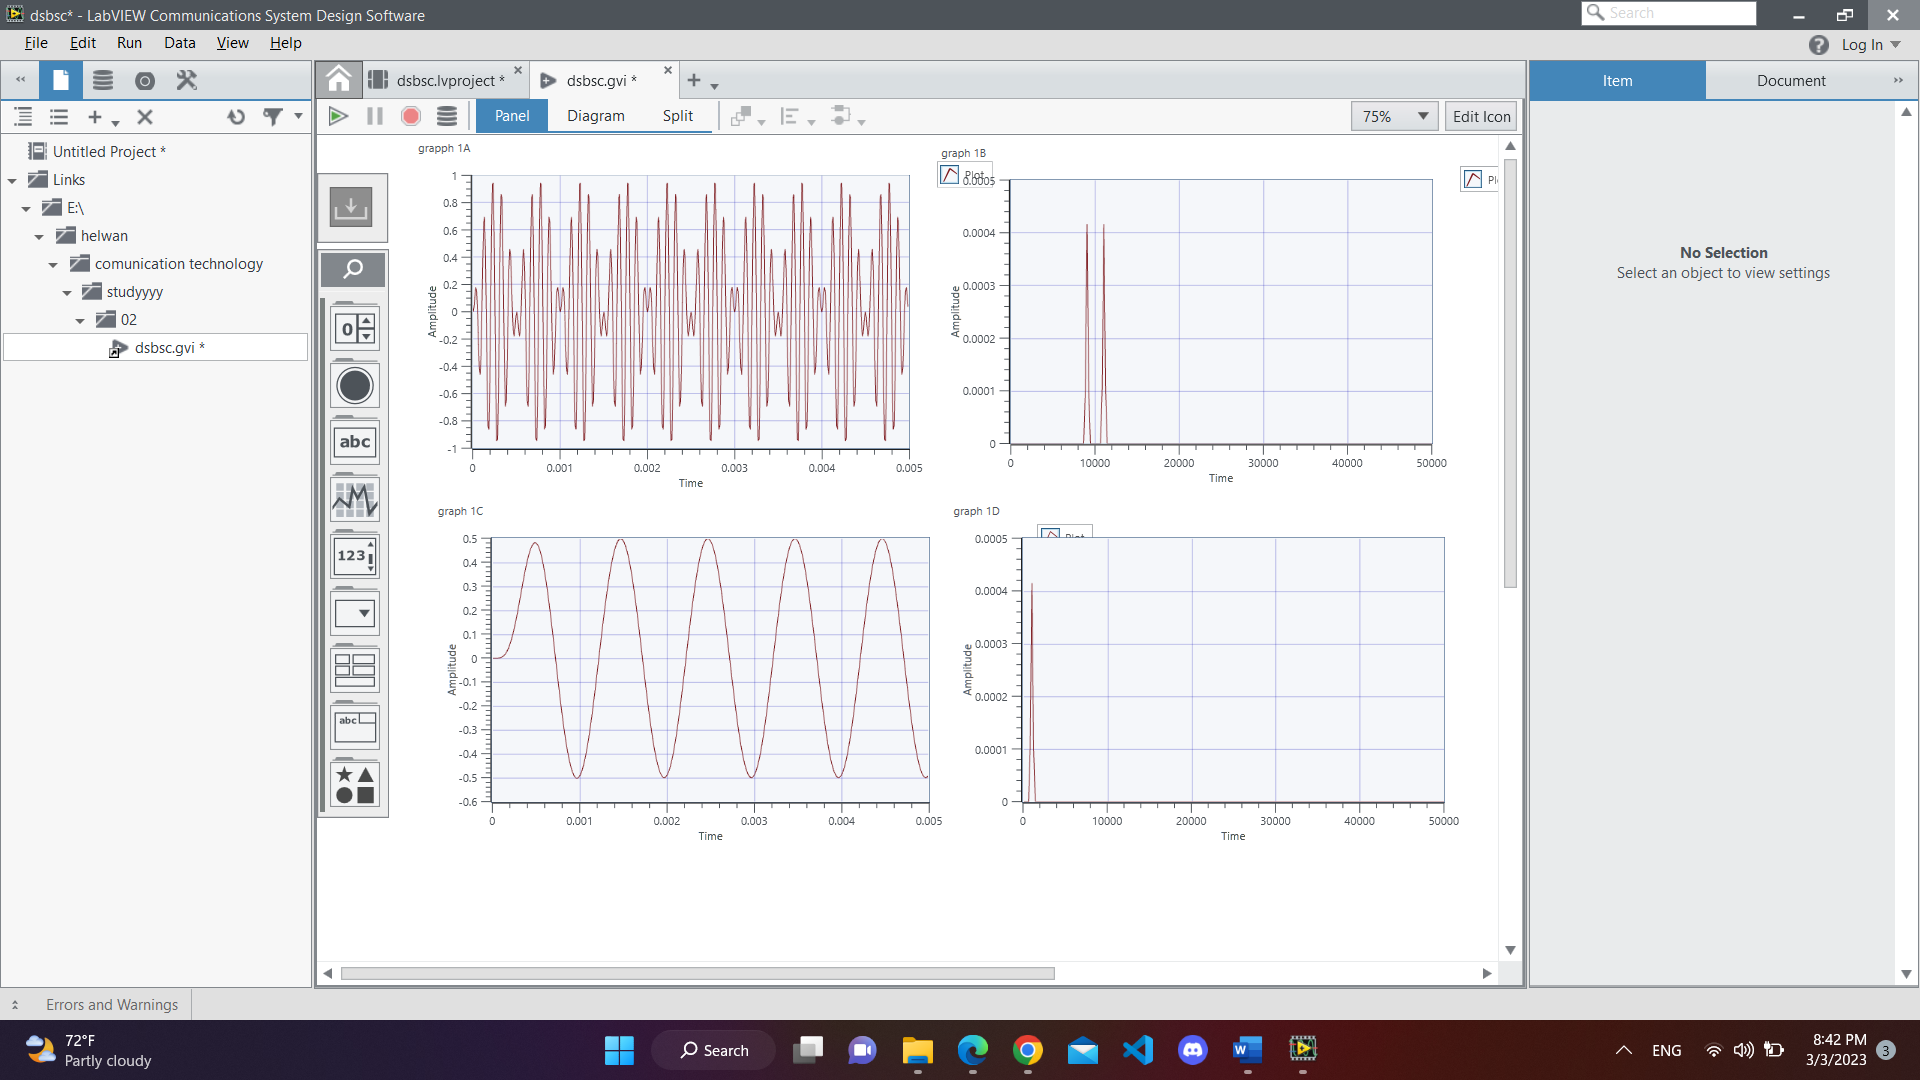 dsbsc* - LabVIEW Communications System Design Software
Search
File Edit Run Data View Help
Log In
dsbsc.lvproject *
dsbsc.gvi *
Item
Document
Panel
Diagram
Split
75%
Edit Icon
Untitled Project *
Links
E:\
helwan
comunication technology
studyyyy
02
dsbsc.gvi *
grapph 1A
1
0.8
0.6
0.4
0.2
0
-0.2
-0.4
-0.6
-0.8
-1
Amplitude
0 0.001 0.002 0.003 0.004 0.005
Time
graph 1B
Plot
0.0005
0.0004
0.0003
0.0002
0.0001
0
Amplitude
0 10000 20000 30000 40000 50000
Time
graph 1C
0.5
0.4
0.3
0.2
0.1
0
-0.1
-0.2
-0.3
-0.4
-0.5
-0.6
Amplitude
0 0.001 0.002 0.003 0.004 0.005
Time
graph 1D
0.0005
0.0004
0.0003
0.0002
0.0001
0
Amplitude
0 10000 20000 30000 40000 50000
Time
0
abc
123
abc
No Selection
Select an object to view settings
Errors and Warnings
72°F
Partly cloudy
Search
ENG
8:42 PM
3/3/2023
3